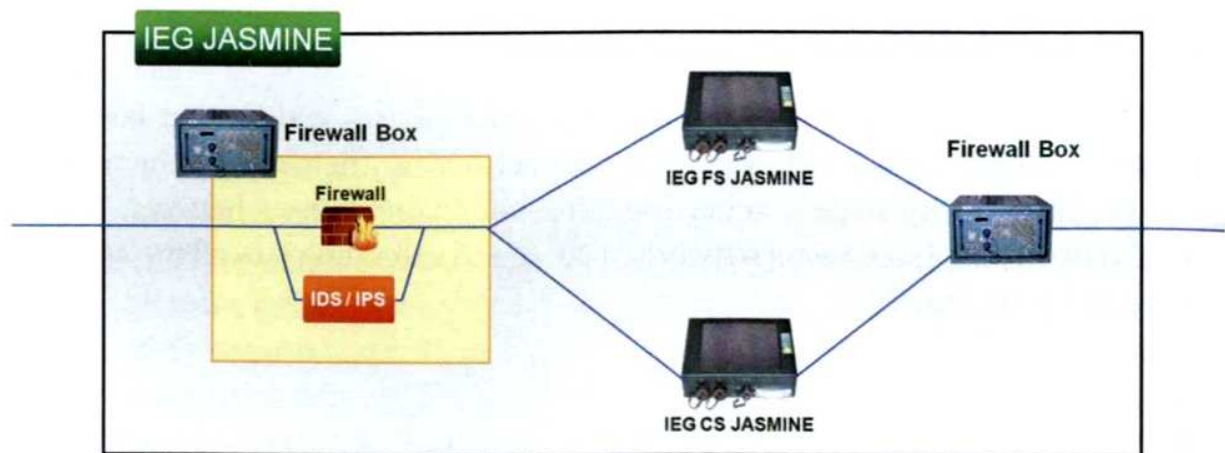 IEG JASMINE
Firewall Box
Firewall
IDS / IPS
IEG FS JASMINE
IEG CS JASMINE
Firewall Box